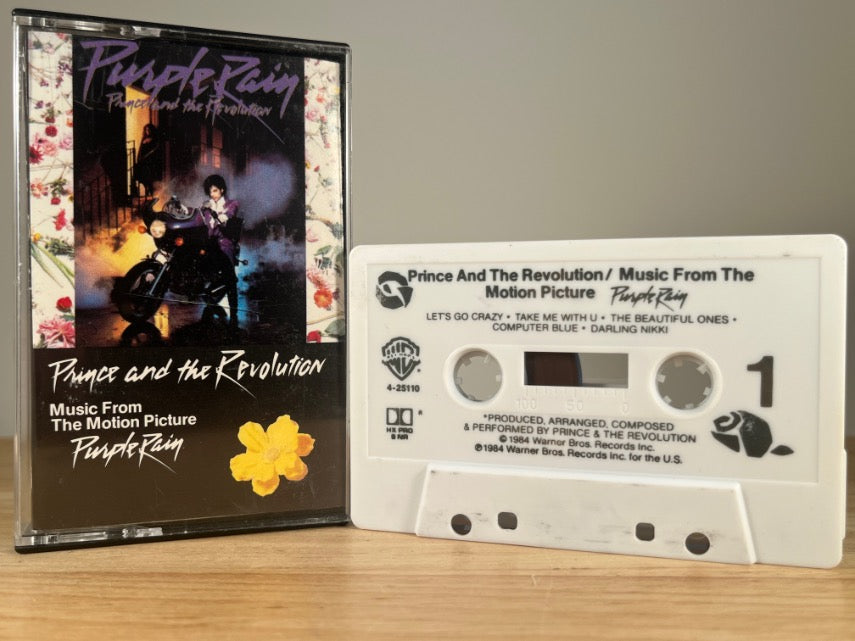 Purple Rain
Prince and the Revolution
Prince and the Revolution
Music From
The Motion Picture
Purple Rain
Prince And The Revolution/ Music From The
Motion Picture Purple Rain
LET'S GO CRAZY • TAKE ME WITH U • THE BEAUTIFUL ONES •
COMPUTER BLUE • DARLING NIKKI
4-25110
1
100 50 0
HX PRO
B NR
*PRODUCED, ARRANGED, COMPOSED
& PERFORMED BY PRINCE & THE REVOLUTION
© 1984 Warner Bros. Records Inc.
℗ 1984 Warner Bros. Records Inc. for the U.S.